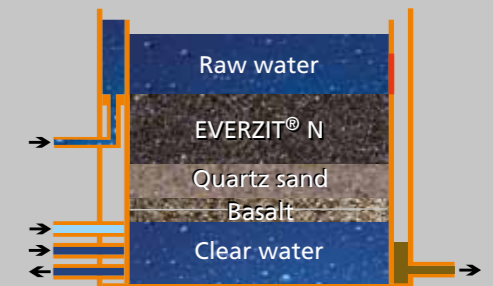 Raw water
EVERZIT® N
Quartz sand
Basalt
Clear water